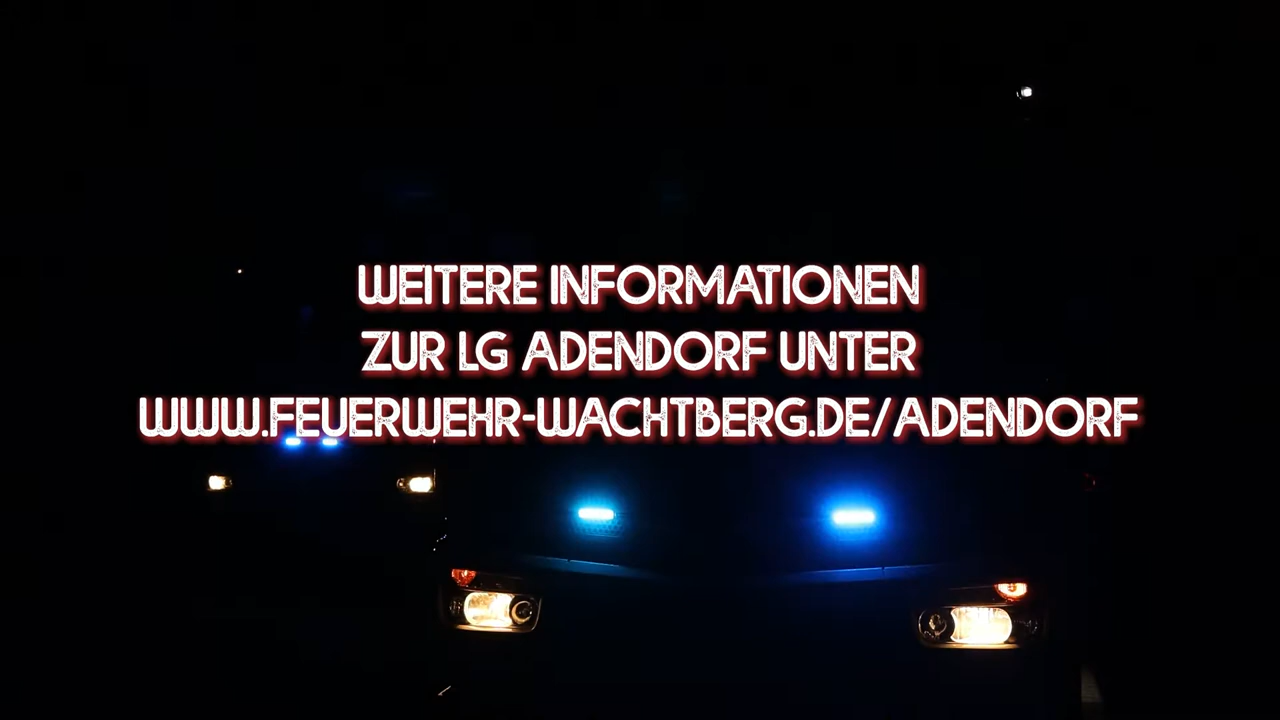 WEITERE INFORMATIONEN
ZUR LG ADENDORF UNTER
WWW.FEUERWEHR-WACHTBERG.DE/ADENDORF